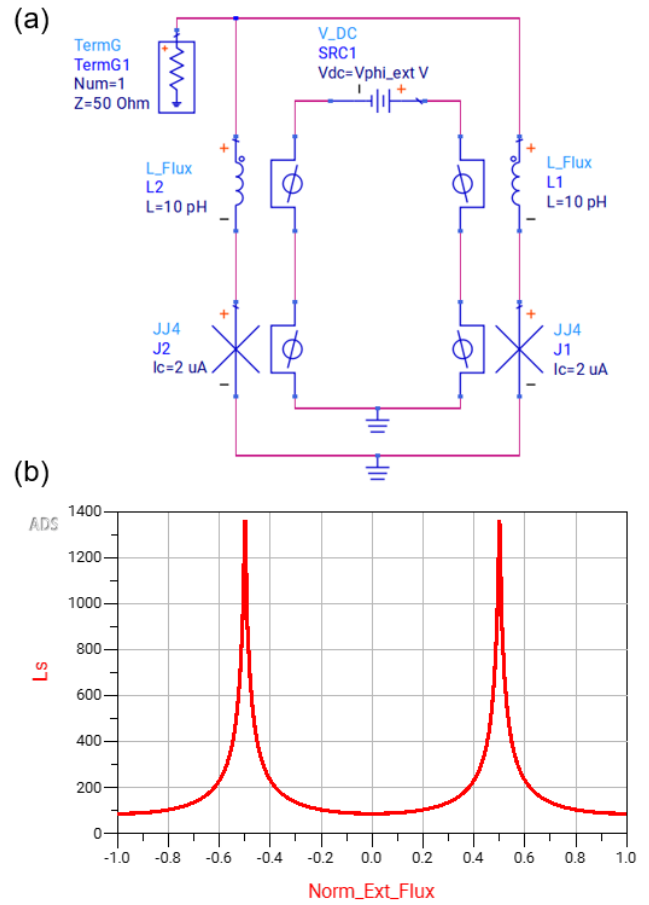 (a)
TermG
TermG1
Num=1
Z=50 Ohm
V_DC
SRC1
Vdc=Vphi_ext V
L_Flux
L2
L=10 pH
L_Flux
L1
L=10 pH
JJ4
J2
Ic=2 uA
JJ4
J1
Ic=2 uA
(b)
ADS
1400
1200
1000
800
600
400
200
0
Ls
-1.0 -0.8 -0.6 -0.4 -0.2 0.0 0.2 0.4 0.6 0.8 1.0
Norm_Ext_Flux